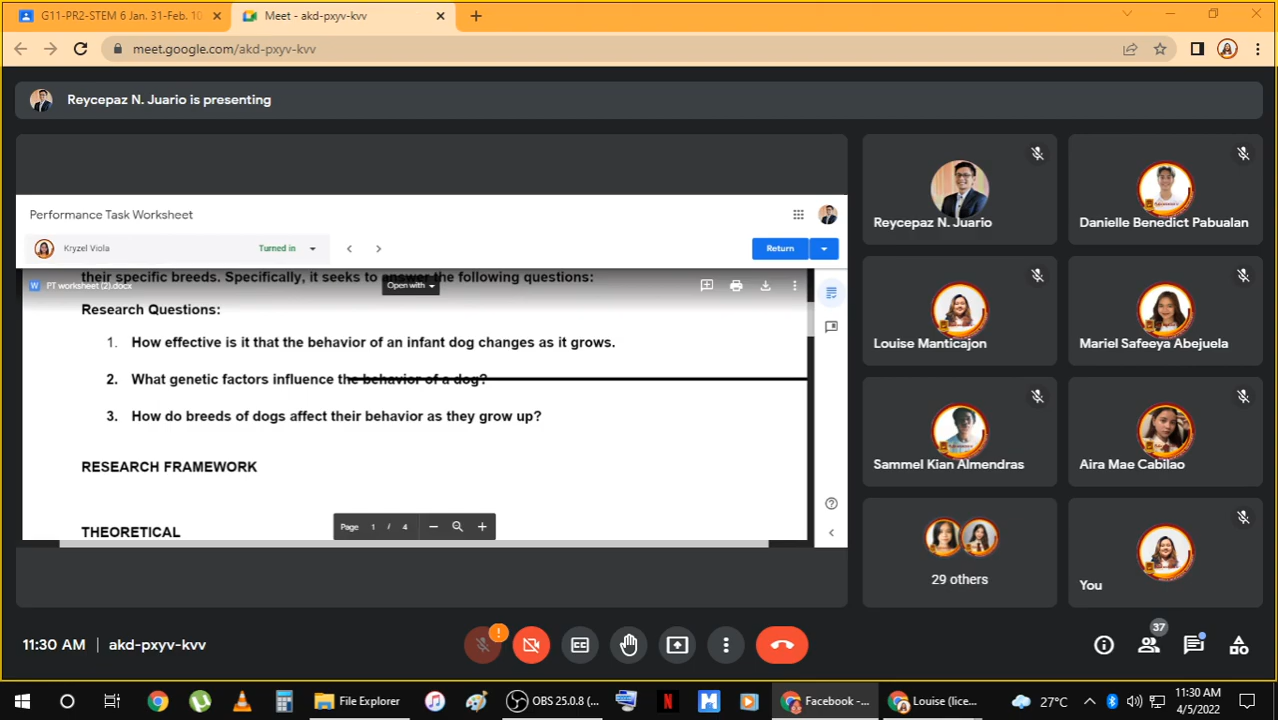 G11-PR2-STEM 6 Jan. 31-Feb. 10
Meet - akd-pxyv-kvv
meet.google.com/akd-pxyv-kvv
Reycepaz N. Juario is presenting
Performance Task Worksheet
Kryzel Viola
Turned in
Return
their specific breeds. Specifically, it seeks to answer the following questions:
PT worksheet (2).docx
Open with
Research Questions:
1. How effective is it that the behavior of an infant dog changes as it grows.
2. What genetic factors influence the behavior of a dog?
3. How do breeds of dogs affect their behavior as they grow up?
RESEARCH FRAMEWORK
THEORETICAL
Page 1 / 4
Reycepaz N. Juario
Danielle Benedict Pabualan
Louise Manticajon
Mariel Safeeya Abejuela
Sammel Kian Almendras
Aira Mae Cabilao
29 others
You
11:30 AM | akd-pxyv-kvv
37
File Explorer
OBS 25.0.8 (...
Facebook -...
Louise (lice...
27°C
11:30 AM
4/5/2022